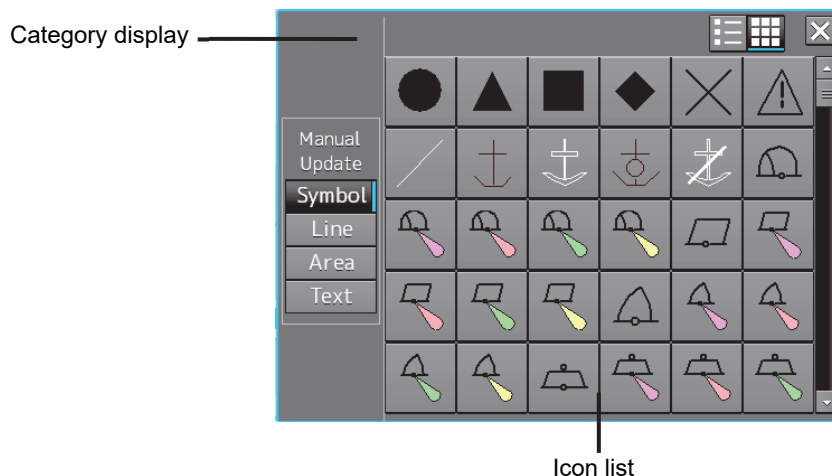 Category display
Manual
Update
Symbol
Line
Area
Text
Icon list